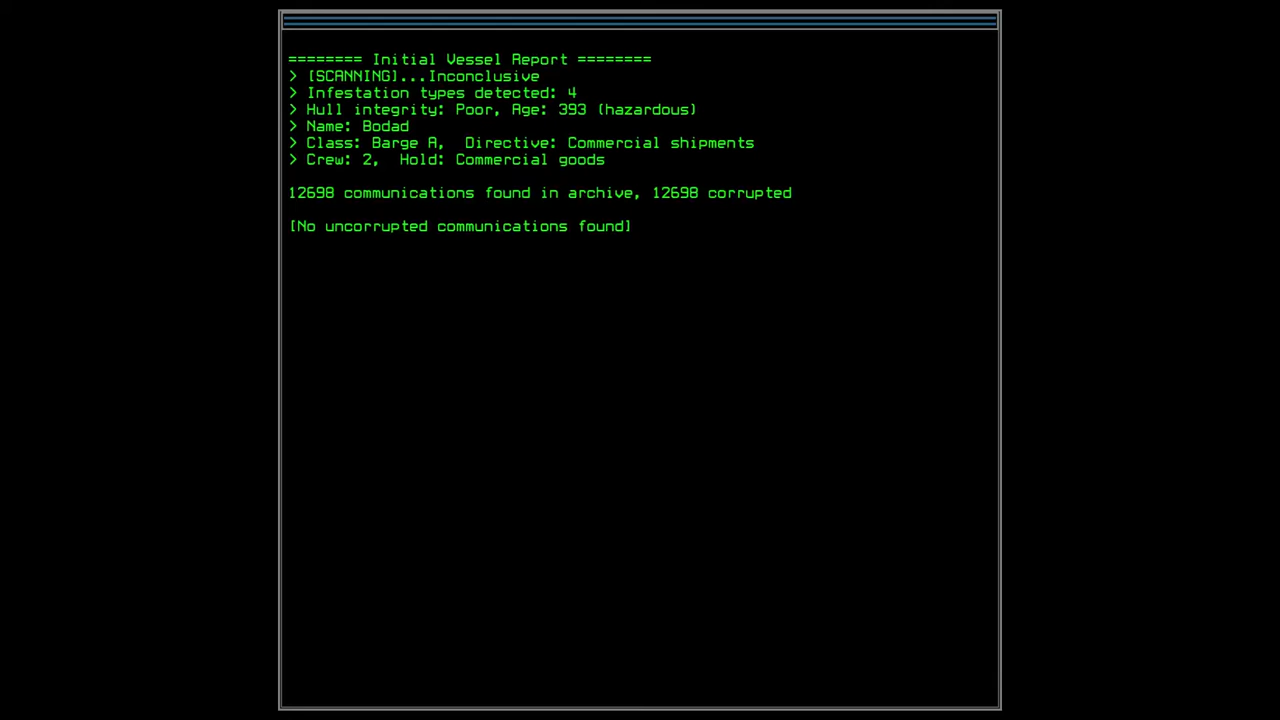 ======== Initial Vessel Report ========
> [SCANNING]...Inconclusive
> Infestation types detected: 4
> Hull integrity: Poor, Age: 393 (hazardous)
> Name: Bodad
> Class: Barge A,  Directive: Commercial shipments
> Crew: 2,  Hold: Commercial goods
12698 communications found in archive, 12698 corrupted
[No uncorrupted communications found]